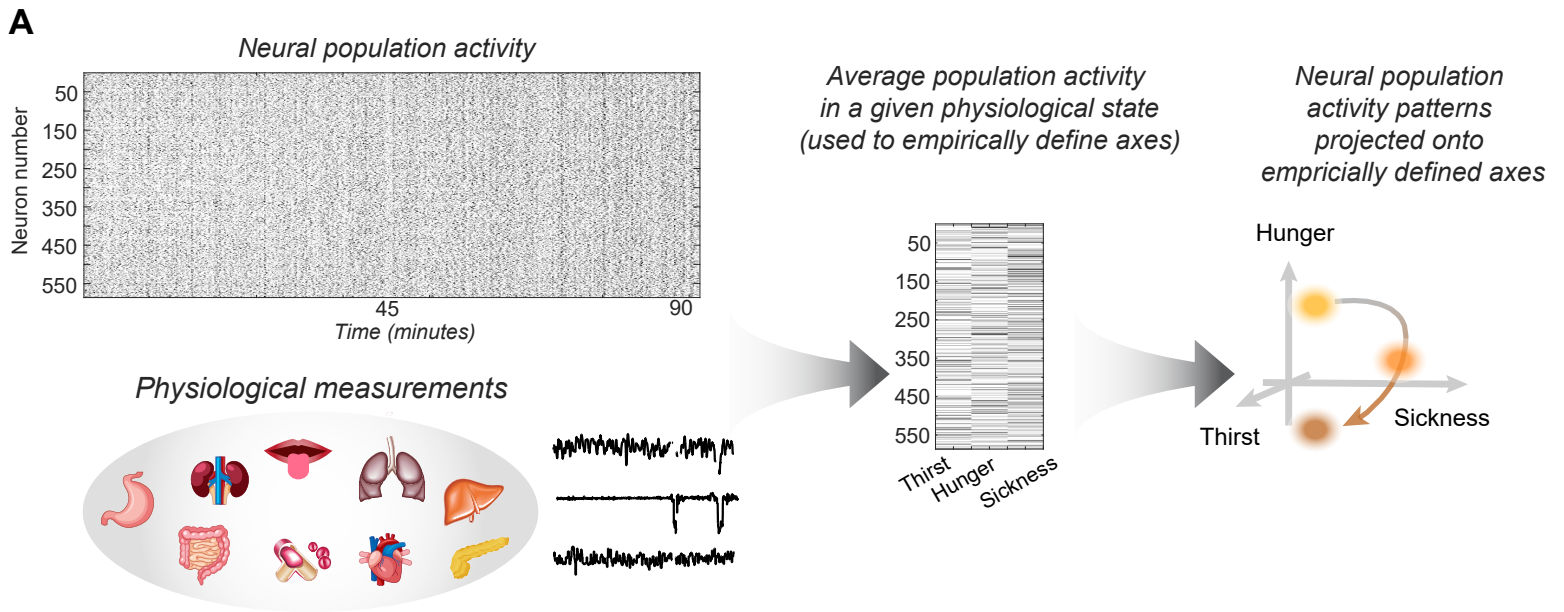 A
Neural population activity
Neuron number
50
150
250
350
450
550
45
90
Time (minutes)
Physiological measurements
Average population activity
in a given physiological state
(used to empirically define axes)
50
150
250
350
450
550
Thirst
Hunger
Sickness
Neural population
activity patterns
projected onto
empricially defined axes
Hunger
Sickness
Thirst